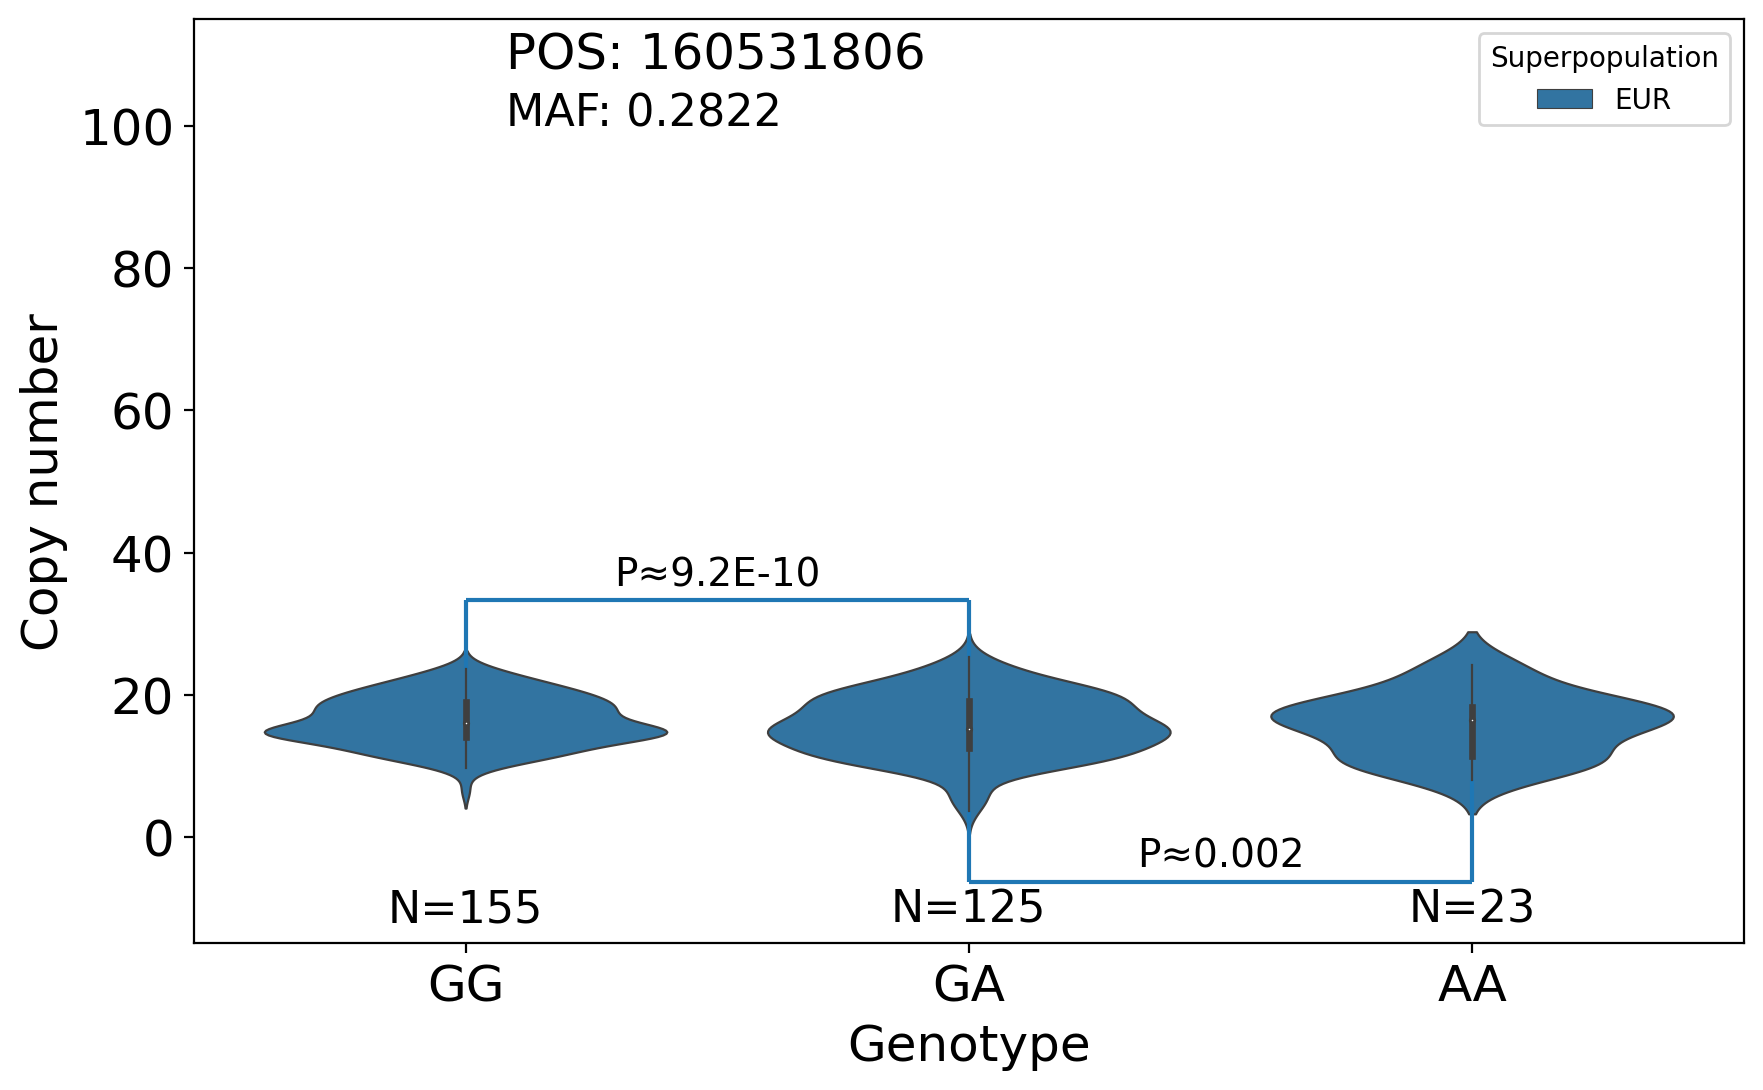 POS: 160531806
MAF: 0.2822
Superpopulation
EUR
Copy number
100
80
60
40
20
0
P≈9.2E-10
P≈0.002
N=155
N=125
N=23
GG
GA
AA
Genotype